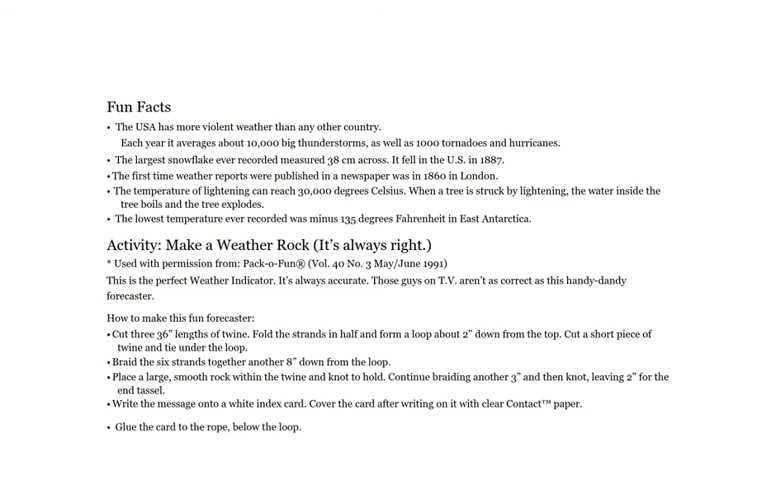 Fun Facts
• The USA has more violent weather than any other country.
Each year it averages about 10,000 big thunderstorms, as well as 1000 tornadoes and hurricanes.
• The largest snowflake ever recorded measured 38 cm across. It fell in the U.S. in 1887.
• The first time weather reports were published in a newspaper was in 1860 in London.
• The temperature of lightening can reach 30,000 degrees Celsius. When a tree is struck by lightening, the water inside the
tree boils and the tree explodes.
• The lowest temperature ever recorded was minus 135 degrees Fahrenheit in East Antarctica.
Activity: Make a Weather Rock (It's always right.)
* Used with permission from: Pack-o-Fun® (Vol. 40 No. 3 May/June 1991)
This is the perfect Weather Indicator. It's always accurate. Those guys on T.V. aren't as correct as this handy-dandy
forecaster.
How to make this fun forecaster:
• Cut three 36" lengths of twine. Fold the strands in half and form a loop about 2" down from the top. Cut a short piece of
twine and tie under the loop.
• Braid the six strands together another 8" down from the loop.
• Place a large, smooth rock within the twine and knot to hold. Continue braiding another 3" and then knot, leaving 2" for the
end tassel.
• Write the message onto a white index card. Cover the card after writing on it with clear Contact™ paper.
• Glue the card to the rope, below the loop.